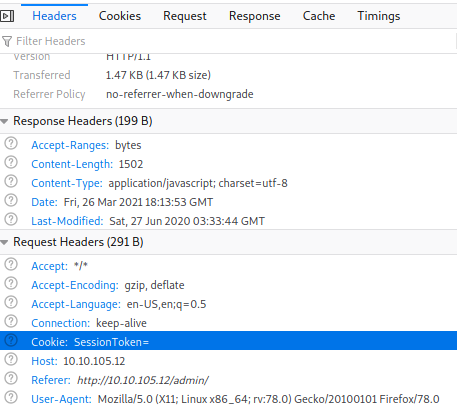 Headers Cookies Request Response Cache Timings
Filter Headers
Version HTTP/1.1
Transferred 1.47 KB (1.47 KB size)
Referrer Policy no-referrer-when-downgrade
Response Headers (199 B)
Accept-Ranges: bytes
Content-Length: 1502
Content-Type: application/javascript; charset=utf-8
Date: Fri, 26 Mar 2021 18:13:53 GMT
Last-Modified: Sat, 27 Jun 2020 03:33:44 GMT
Request Headers (291 B)
Accept: */*
Accept-Encoding: gzip, deflate
Accept-Language: en-US,en;q=0.5
Connection: keep-alive
Cookie: SessionToken=
Host: 10.10.105.12
Referer: http://10.10.105.12/admin/
User-Agent: Mozilla/5.0 (X11; Linux x86_64; rv:78.0) Gecko/20100101 Firefox/78.0